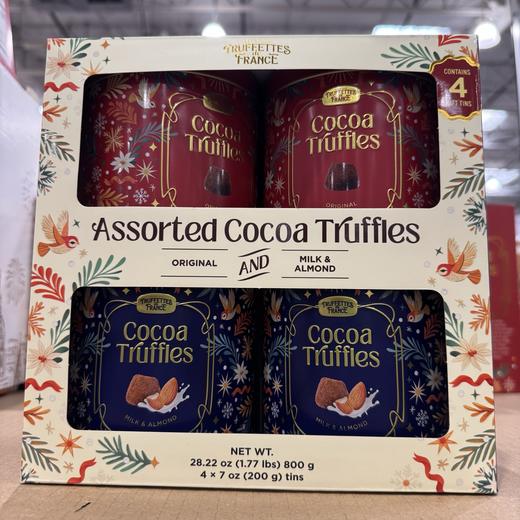 TRUFFETTES
de
FRANCE
CONTAINS
4
GIFT TINS
TRUFFETTES
de
FRANCE
Cocoa
Truffles
ORIGINAL
TRUFFETTES
de
FRANCE
Cocoa
Truffles
ORIGINAL
Assorted Cocoa Truffles
ORIGINAL AND MILK &
ALMOND
TRUFFETTES
de
FRANCE
Cocoa
Truffles
MILK & ALMOND
TRUFFETTES
de
FRANCE
Cocoa
Truffles
MILK & ALMOND
NET WT.
28.22 oz (1.77 lbs) 800 g
4 × 7 oz (200 g) tins